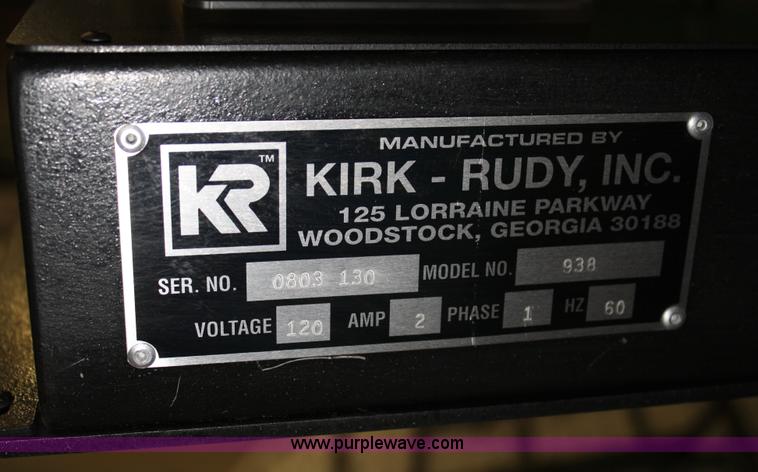 MANUFACTURED BY
KR™
KIRK - RUDY, INC.
125 LORRAINE PARKWAY
WOODSTOCK, GEORGIA 30188
SER. NO. 0803 130 MODEL NO. 938
VOLTAGE 120 AMP 2 PHASE 1 HZ 60
www.purplewave.com